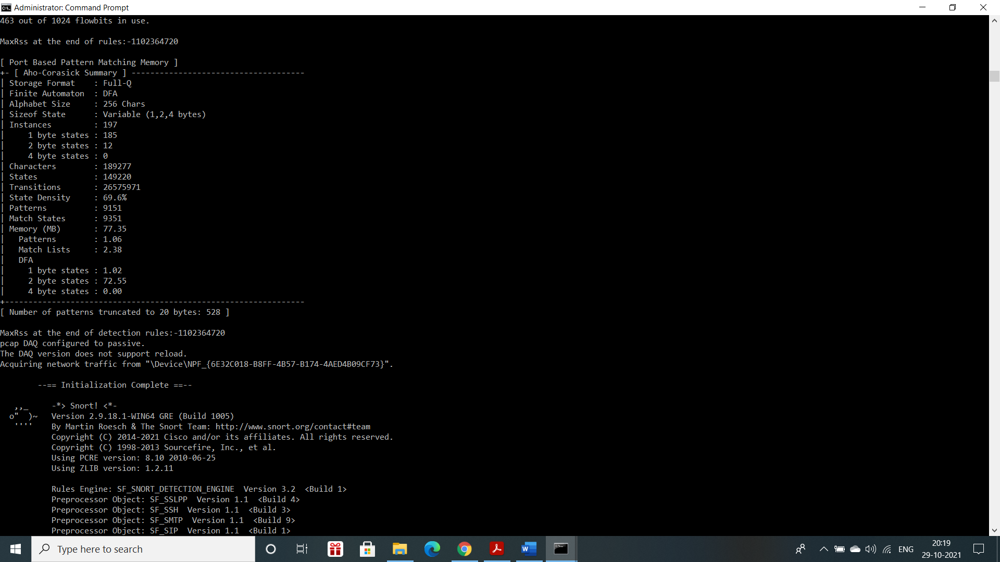 Administrator: Command Prompt
463 out of 1024 flowbits in use.
MaxRss at the end of rules:-1102364720
[ Port Based Pattern Matching Memory ]
+- [ Aho-Corasick Summary ] -------------------------------------
| Storage Format    : Full-Q
| Finite Automaton  : DFA
| Alphabet Size     : 256 Chars
| Sizeof State      : Variable (1,2,4 bytes)
| Instances         : 197
|     1 byte states : 185
|     2 byte states : 12
|     4 byte states : 0
| Characters        : 189277
| States            : 149220
| Transitions       : 26575971
| State Density     : 69.6%
| Patterns          : 9151
| Match States      : 9351
| Memory (MB)       : 77.35
|   Patterns        : 1.06
|   Match Lists     : 2.38
|   DFA
|     1 byte states : 1.02
|     2 byte states : 72.55
|     4 byte states : 0.00
+----------------------------------------------------------------
[ Number of patterns truncated to 20 bytes: 528 ]
MaxRss at the end of detection rules:-1102364720
pcap DAQ configured to passive.
The DAQ version does not support reload.
Acquiring network traffic from "\Device\NPF_{6E32C018-B8FF-4B57-B174-4AED4B09CF73}".
        --== Initialization Complete ==--
   ,,_     -*> Snort! <*-
  o"  )~   Version 2.9.18.1-WIN64 GRE (Build 1005)
   ''''    By Martin Roesch & The Snort Team: http://www.snort.org/contact#team
           Copyright (C) 2014-2021 Cisco and/or its affiliates. All rights reserved.
           Copyright (C) 1998-2013 Sourcefire, Inc., et al.
           Using PCRE version: 8.10 2010-06-25
           Using ZLIB version: 1.2.11
           Rules Engine: SF_SNORT_DETECTION_ENGINE  Version 3.2  <Build 1>
           Preprocessor Object: SF_SSLPP  Version 1.1  <Build 4>
           Preprocessor Object: SF_SSH  Version 1.1  <Build 3>
           Preprocessor Object: SF_SMTP  Version 1.1  <Build 9>
           Preprocessor Object: SF_SIP  Version 1.1  <Build 1>
Type here to search
ENG
20:19
29-10-2021